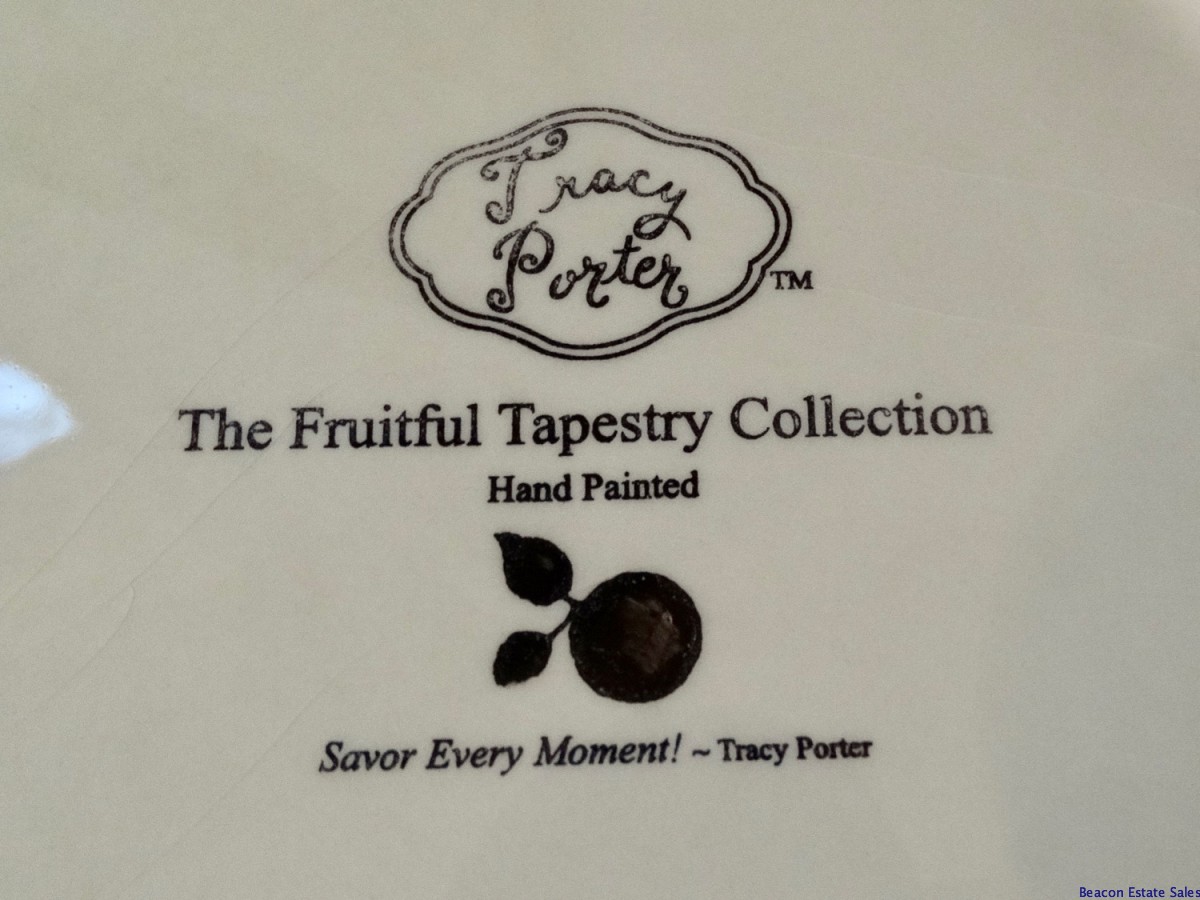 Tracy
Porter
TM
The Fruitful Tapestry Collection
Hand Painted
Savor Every Moment! ~ Tracy Porter
Beacon Estate Sales